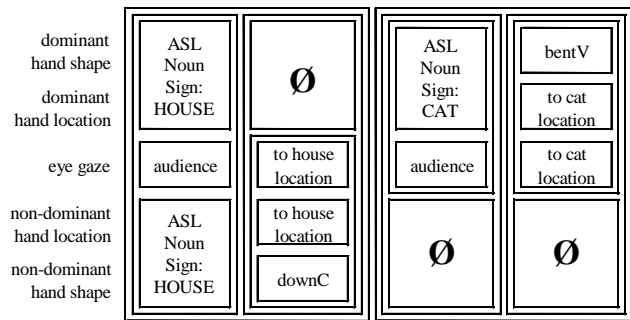 dominant
hand shape
dominant
hand location
eye gaze
non-dominant
hand location
non-dominant
hand shape
ASL
Noun
Sign:
HOUSE
audience
ASL
Noun
Sign:
HOUSE
Ø
to house
location
to house
location
downC
ASL
Noun
Sign:
CAT
audience
Ø
bentV
to cat
location
to cat
location
Ø